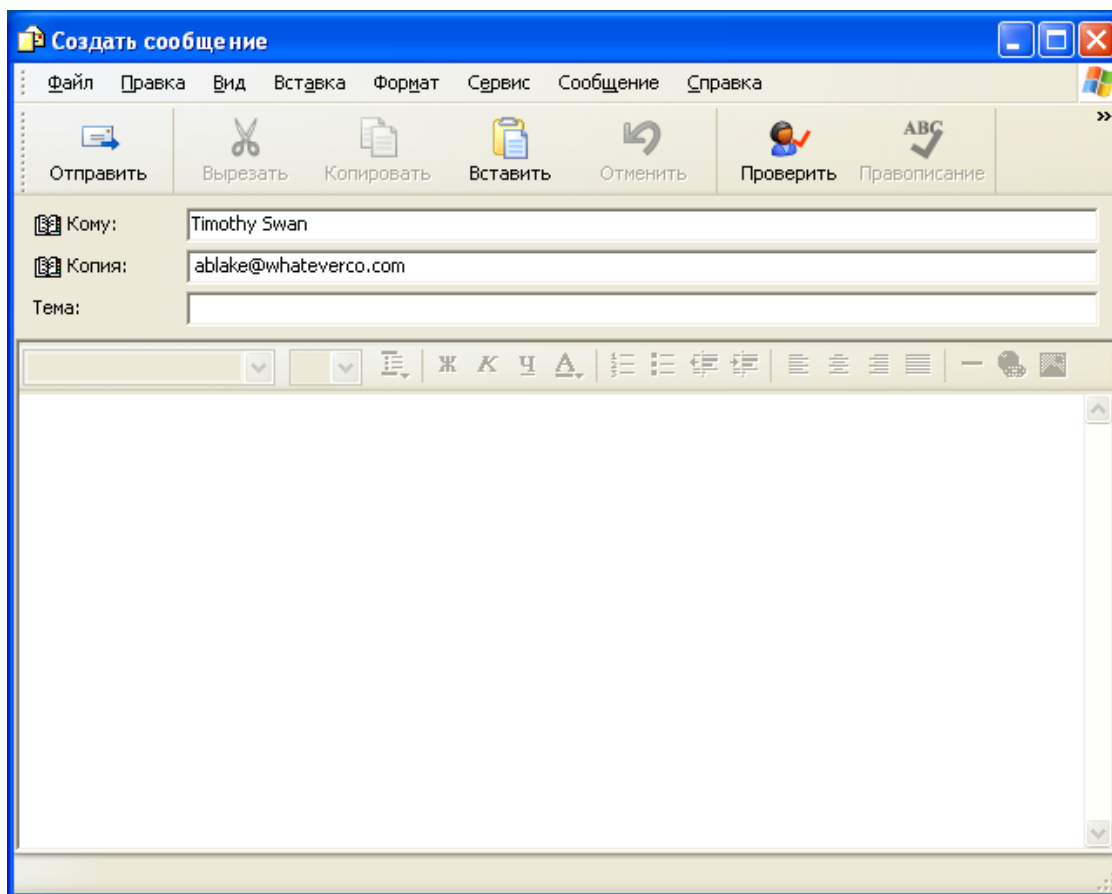 Создать сообщение
Файл Правка Вид Вставка Формат Сервис Сообщение Справка
ABC
Отправить Вырезать Копировать Вставить Отменить Проверить Правописание
Кому: Timothy Swan
Копия: ablake@whateverco.com
Тема:
Ж К Ч А